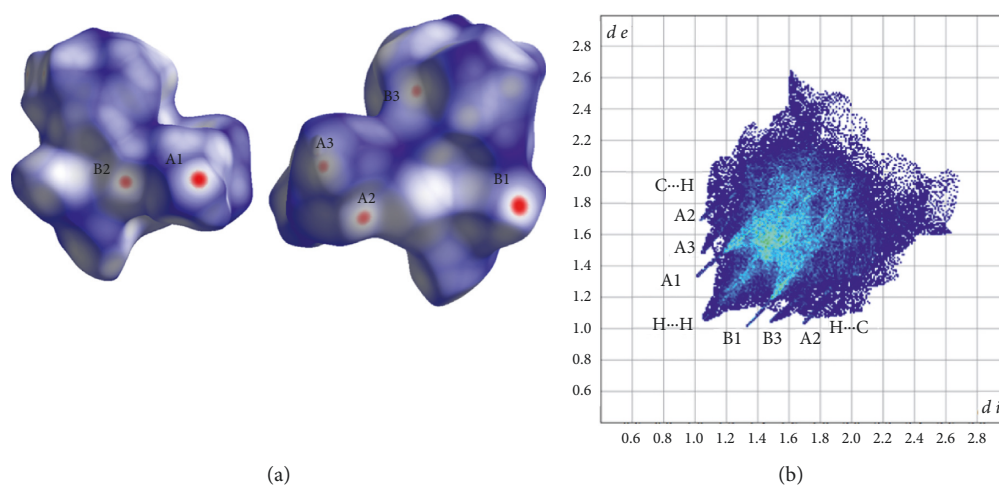 B3
A3
B2
A1
A2
B1
(a)
d e
2.8
2.6
2.4
2.2
2.0
1.8
1.6
1.4
1.2
1.0
0.8
0.6
C···H
A2
A3
A1
H···H
B1
B3
A2
H···C
d i
0.6 0.8 1.0 1.2 1.4 1.6 1.8 2.0 2.2 2.4 2.6 2.8
(b)